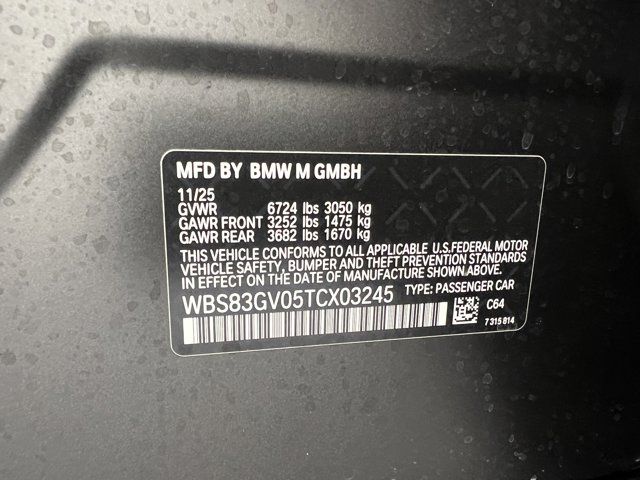 MFD BY BMW M GMBH
11/25
GVWR 6724 lbs 3050 kg
GAWR FRONT 3252 lbs 1475 kg
GAWR REAR 3682 lbs 1670 kg
THIS VEHICLE CONFORMS TO ALL APPLICABLE U.S.FEDERAL MOTOR
VEHICLE SAFETY, BUMPER, AND THEFT PREVENTION STANDARDS
IN EFFECT ON THE DATE OF MANUFACTURE SHOWN ABOVE.
WBS83GV05TCX03245 TYPE: PASSENGER CAR
C64
7 315 814